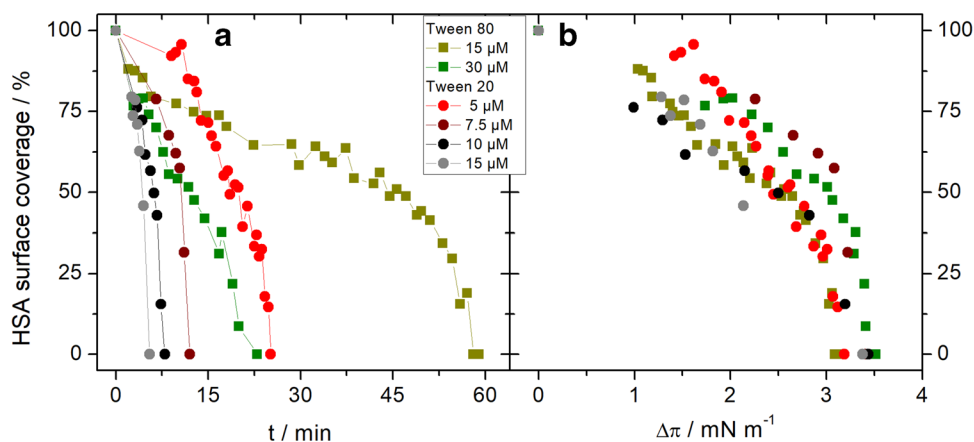 a
b
Tween 80
15 μM
30 μM
Tween 20
5 μM
7.5 μM
10 μM
15 μM
HSA surface coverage / %
100
75
50
25
0
0 15 30 45 60
t / min
100
75
50
25
0
0 1 2 3 4
Δπ / mN m⁻¹